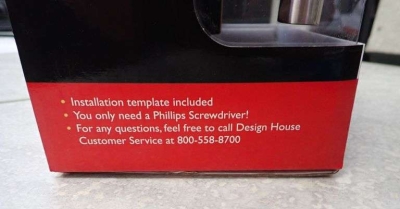 • Installation template included
• You only need a Phillips Screwdriver!
• For any questions, feel free to call Design House
Customer Service at 800-558-8700